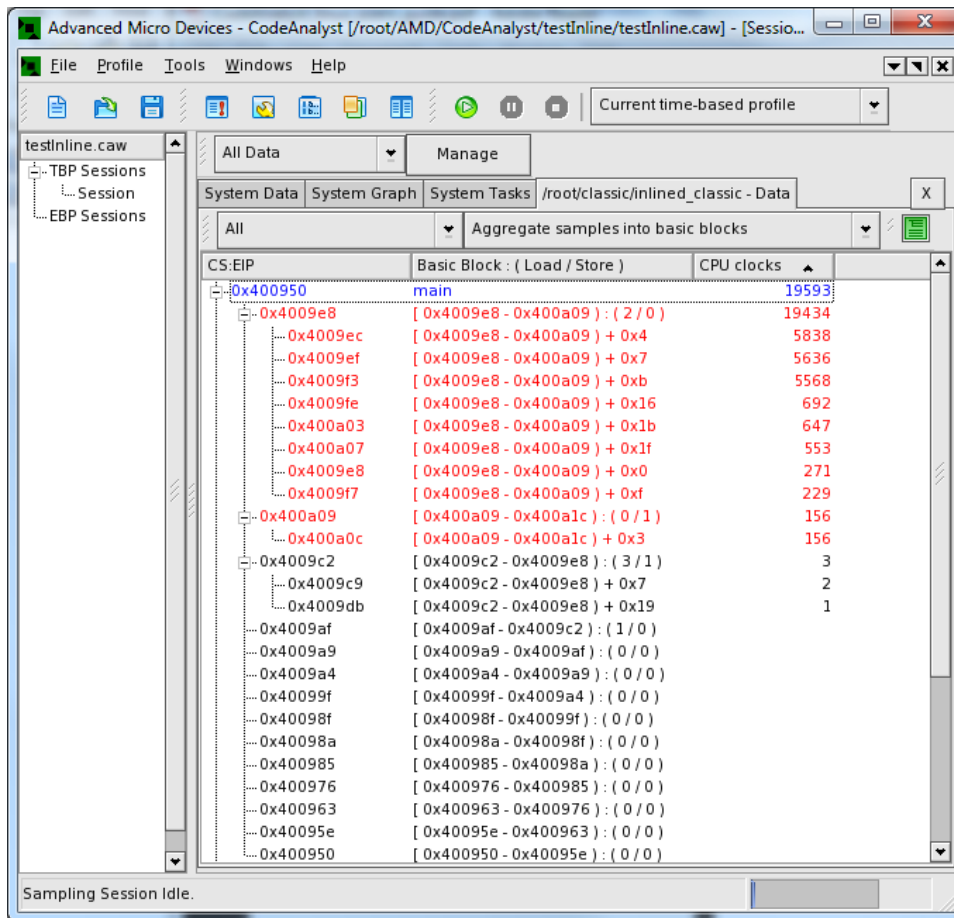 Advanced Micro Devices - CodeAnalyst [/root/AMD/CodeAnalyst/testInline/testInline.caw] - [Sessio...
File Profile Tools Windows Help
Current time-based profile
testInline.caw
TBP Sessions
Session
EBP Sessions
All Data Manage
System Data System Graph System Tasks /root/classic/inlined_classic - Data X
All Aggregate samples into basic blocks
CS:EIP Basic Block : ( Load / Store ) CPU clocks
0x400950 main 19593
0x4009e8 [ 0x4009e8 - 0x400a09 ) : ( 2 / 0 ) 19434
0x4009ec [ 0x4009e8 - 0x400a09 ) + 0x4 5838
0x4009ef [ 0x4009e8 - 0x400a09 ) + 0x7 5636
0x4009f3 [ 0x4009e8 - 0x400a09 ) + 0xb 5568
0x4009fe [ 0x4009e8 - 0x400a09 ) + 0x16 692
0x400a03 [ 0x4009e8 - 0x400a09 ) + 0x1b 647
0x400a07 [ 0x4009e8 - 0x400a09 ) + 0x1f 553
0x4009e8 [ 0x4009e8 - 0x400a09 ) + 0x0 271
0x4009f7 [ 0x4009e8 - 0x400a09 ) + 0xf 229
0x400a09 [ 0x400a09 - 0x400a1c ) : ( 0 / 1 ) 156
0x400a0c [ 0x400a09 - 0x400a1c ) + 0x3 156
0x4009c2 [ 0x4009c2 - 0x4009e8 ) : ( 3 / 1 ) 3
0x4009c9 [ 0x4009c2 - 0x4009e8 ) + 0x7 2
0x4009db [ 0x4009c2 - 0x4009e8 ) + 0x19 1
0x4009af [ 0x4009af - 0x4009c2 ) : ( 1 / 0 )
0x4009a9 [ 0x4009a9 - 0x4009af ) : ( 0 / 0 )
0x4009a4 [ 0x4009a4 - 0x4009a9 ) : ( 0 / 0 )
0x40099f [ 0x40099f - 0x4009a4 ) : ( 0 / 0 )
0x40098f [ 0x40098f - 0x40099f ) : ( 0 / 0 )
0x40098a [ 0x40098a - 0x40098f ) : ( 0 / 0 )
0x400985 [ 0x400985 - 0x40098a ) : ( 0 / 0 )
0x400976 [ 0x400976 - 0x400985 ) : ( 0 / 0 )
0x400963 [ 0x400963 - 0x400976 ) : ( 0 / 0 )
0x40095e [ 0x40095e - 0x400963 ) : ( 0 / 0 )
0x400950 [ 0x400950 - 0x40095e ) : ( 0 / 0 )
Sampling Session Idle.